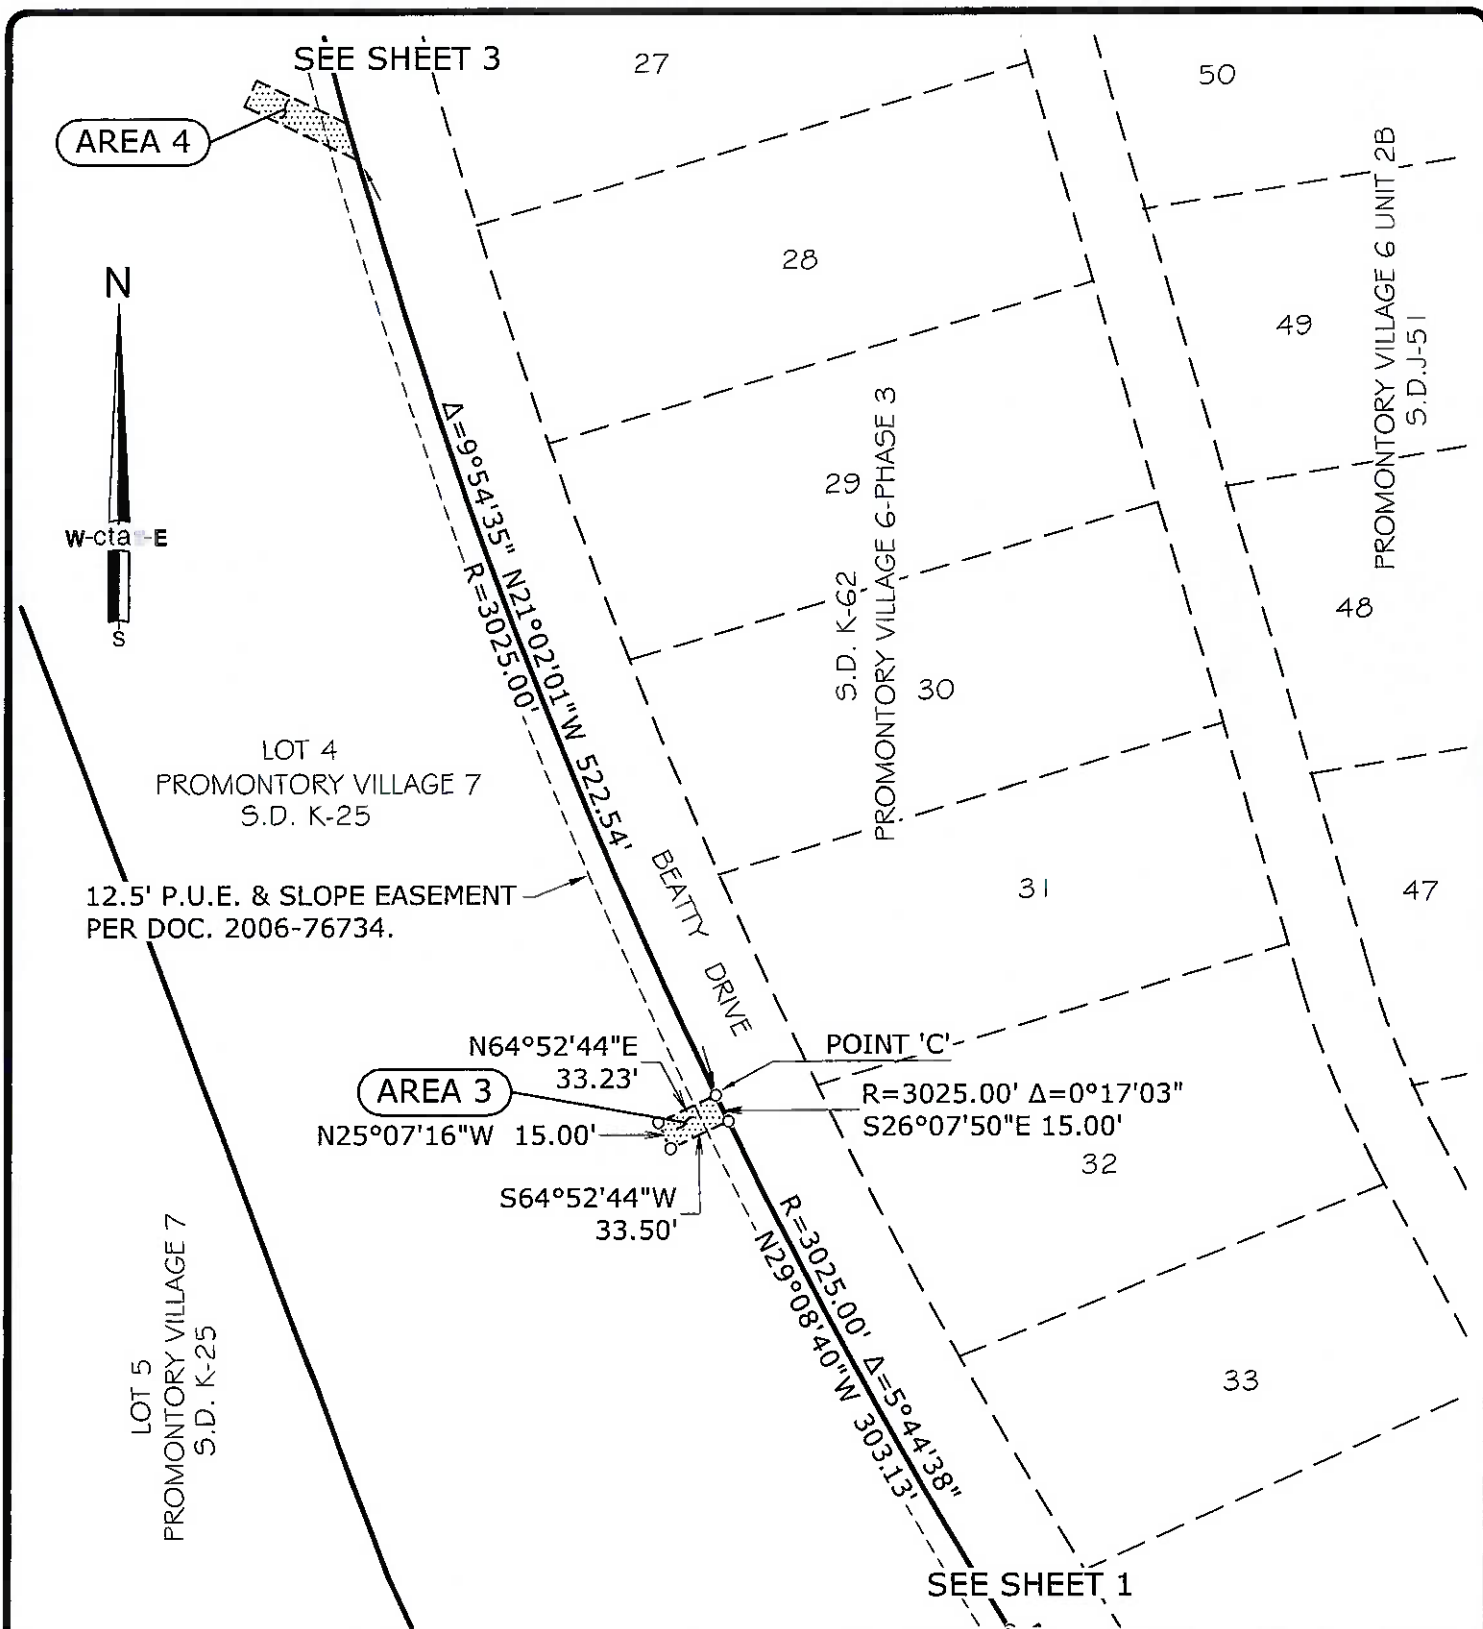 SEE SHEET 3
27
50
AREA 4
N
28
49
PROMONTORY VILLAGE 6 UNIT 2B
S.D.J-51
W-cta-E
S
Δ=9°54'35" N21°02'01"W 522.54'
R=3025.00'
29
S.D. K-62
PROMONTORY VILLAGE 6-PHASE 3
30
48
LOT 4
PROMONTORY VILLAGE 7
S.D. K-25
12.5' P.U.E. & SLOPE EASEMENT
PER DOC. 2006-76734.
BEATTY DRIVE
31
47
N64°52'44"E
33.23'
POINT 'C'
AREA 3
R=3025.00' Δ=0°17'03"
S26°07'50"E 15.00'
N25°07'16"W 15.00'
32
S64°52'44"W
33.50'
R=3025.00' Δ=5°44'38"
N29°08'40"W 303.13'
LOT 5
PROMONTORY VILLAGE 7
S.D. K-25
33
SEE SHEET 1